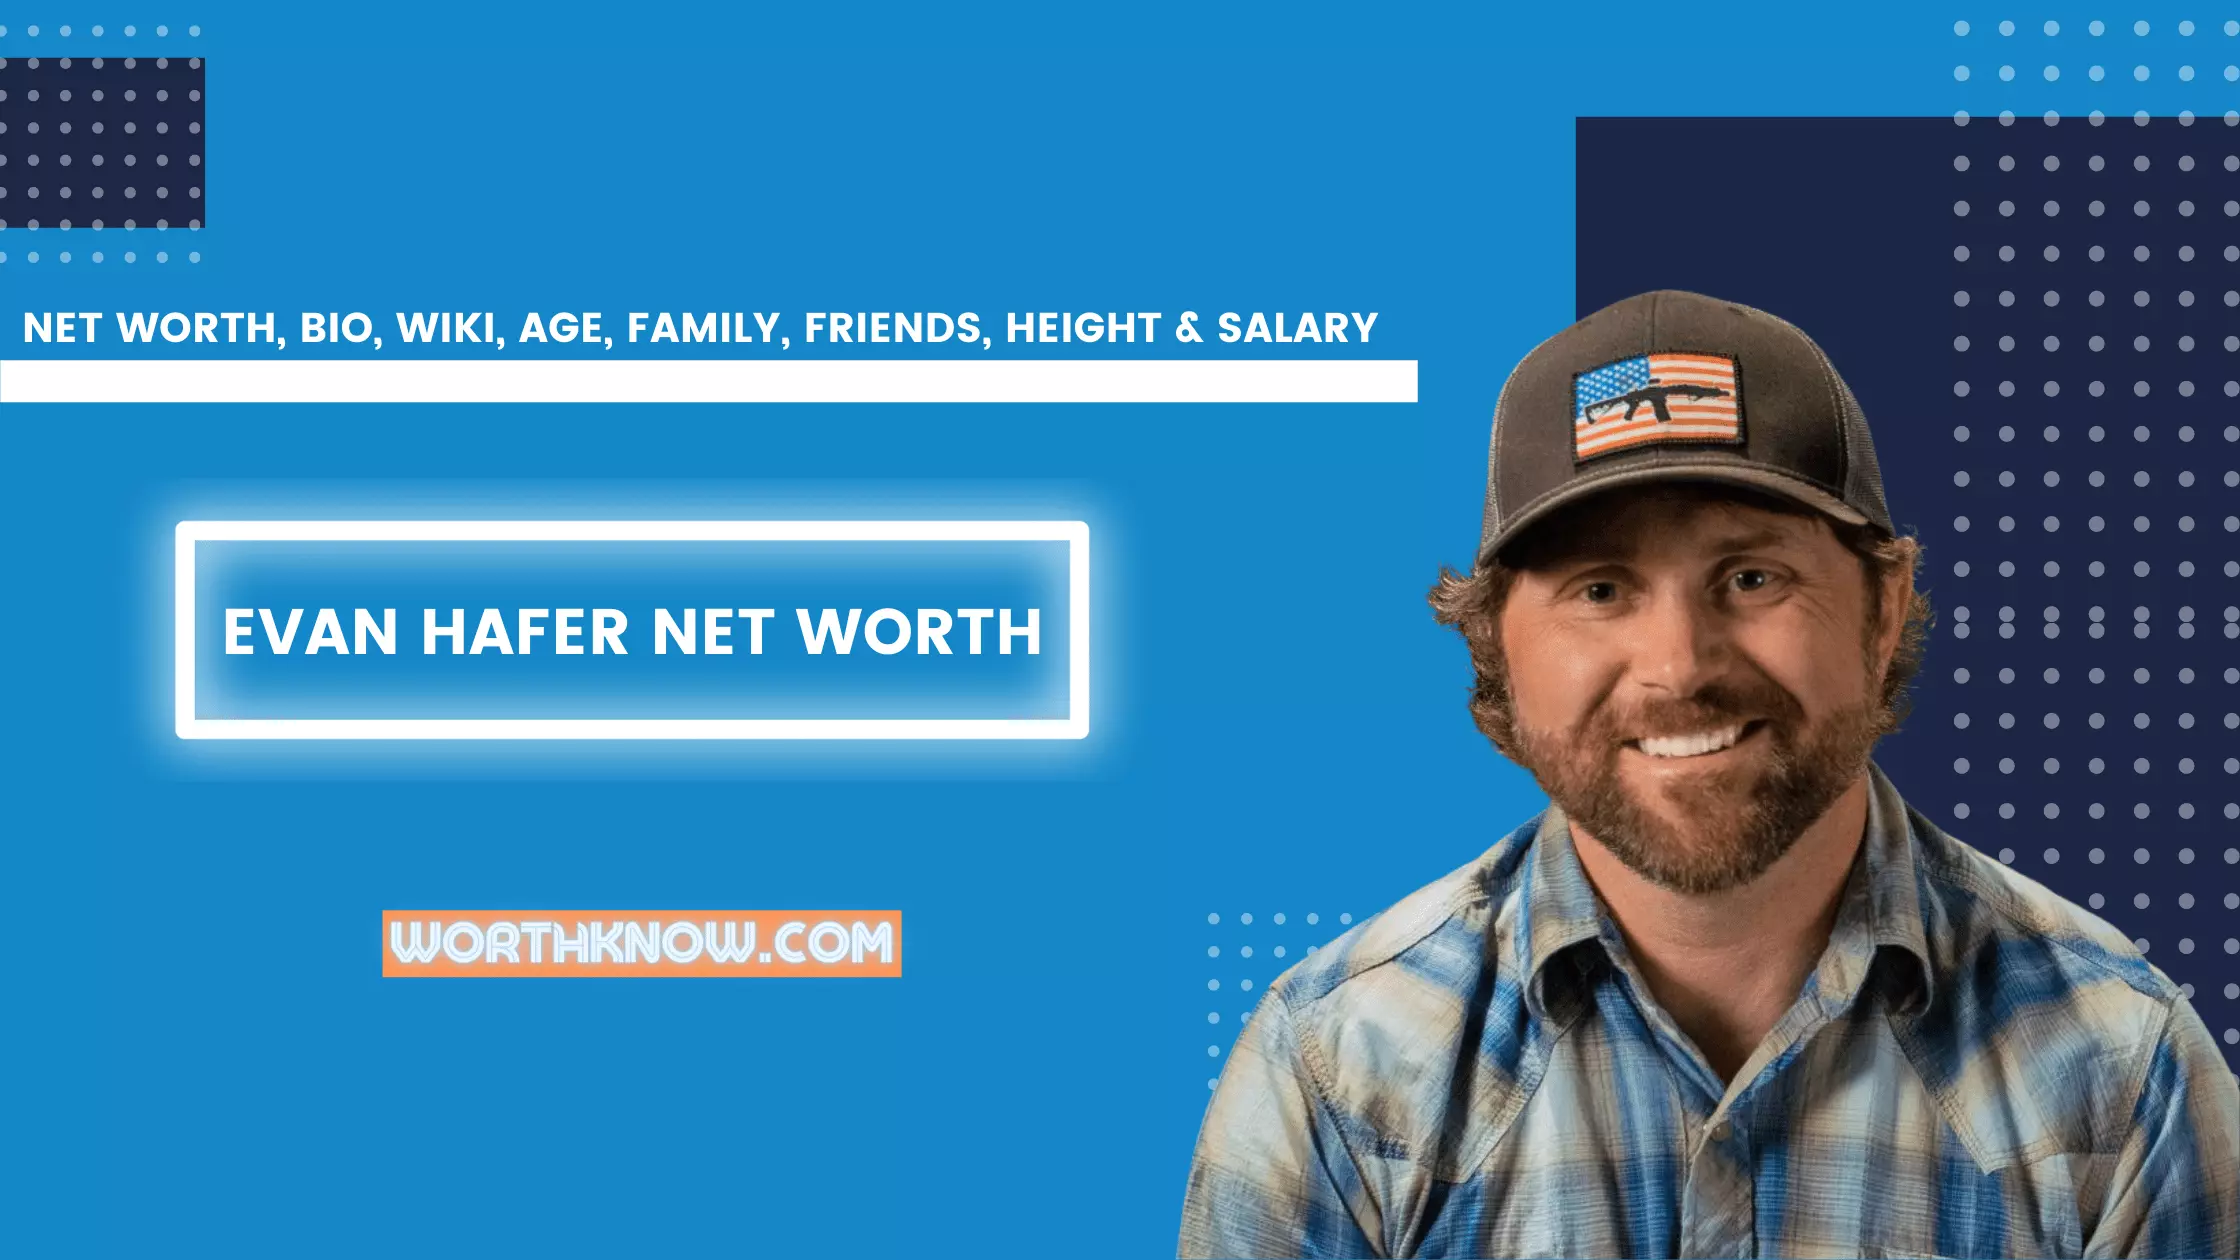 NET WORTH, BIO, WIKI, AGE, FAMILY, FRIENDS, HEIGHT & SALARY
EVAN HAFER NET WORTH
WORTHKNOW.COM